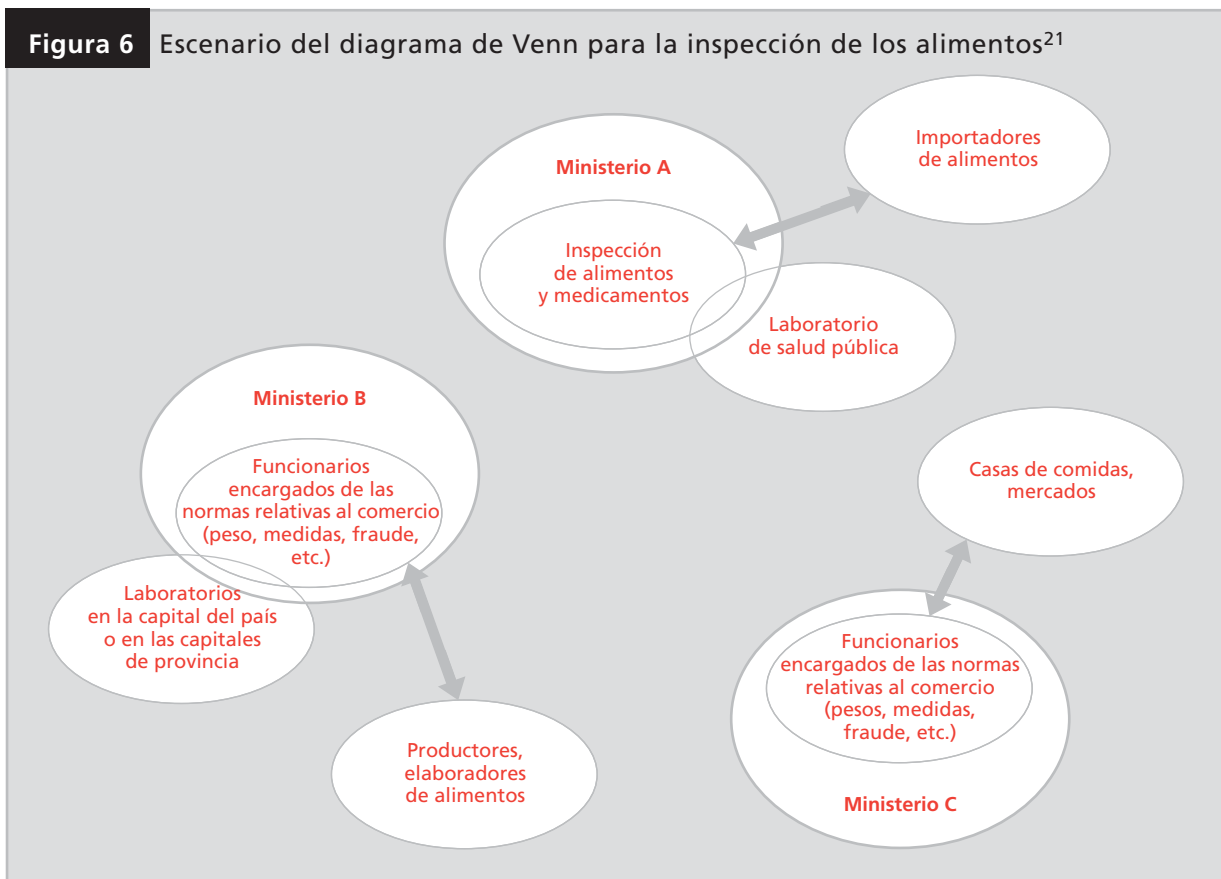 Figura 6 Escenario del diagrama de Venn para la inspección de los alimentos21
Importadores
de alimentos
Ministerio A
Inspección
de alimentos
y medicamentos
Laboratorio
de salud pública
Ministerio B
Funcionarios
encargados de las
normas relativas al comercio
(peso, medidas, fraude,
etc.)
Casas de comidas,
mercados
Laboratorios
en la capital del país
o en las capitales
de provincia
Funcionarios
encargados de las normas
relativas al comercio
(pesos, medidas,
fraude, etc.)
Productores,
elaboradores
de alimentos
Ministerio C